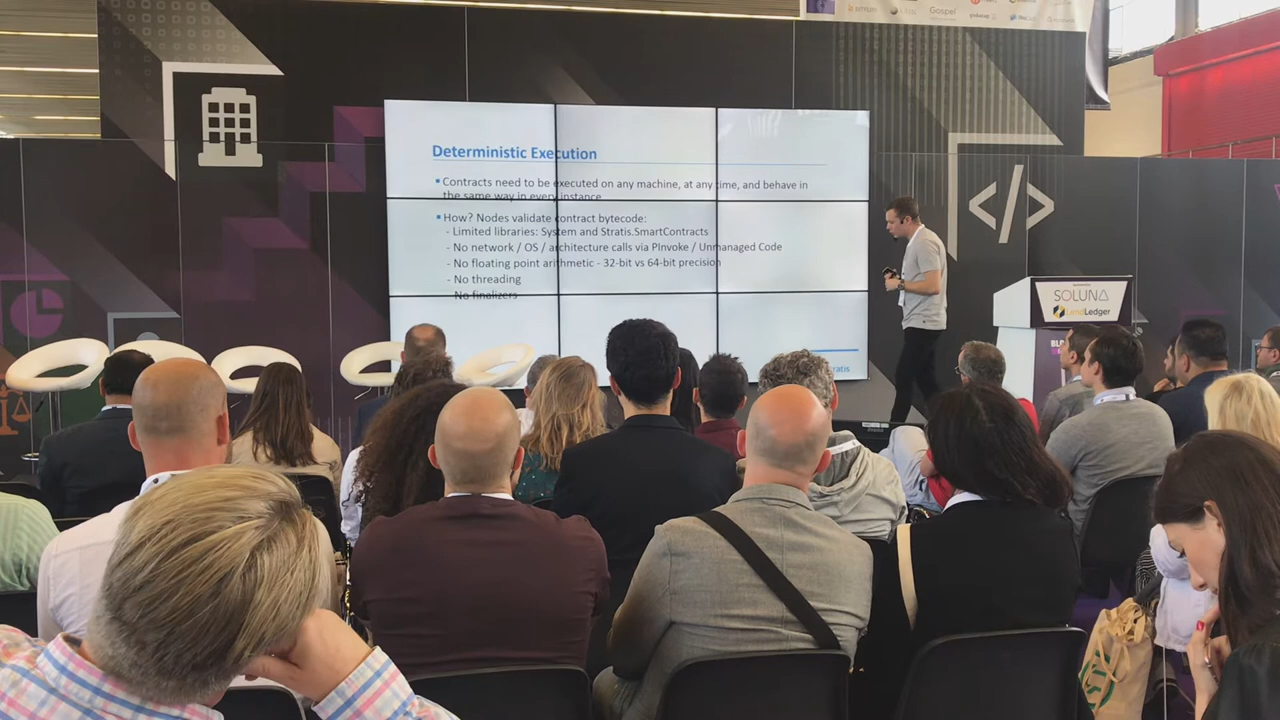 Gospel
Deterministic Execution
Contracts need to be executed on any machine, at any time, and behave in
the same way in every instance
How? Nodes validate contract bytecode:
- Limited libraries: System and Stratis.SmartContracts
- No network / OS / architecture calls via PInvoke / Unmanaged Code
- No floating point arithmetic - 32-bit vs 64-bit precision
- No threading
- No finalizers
</>
SOLUNA
LendLedger